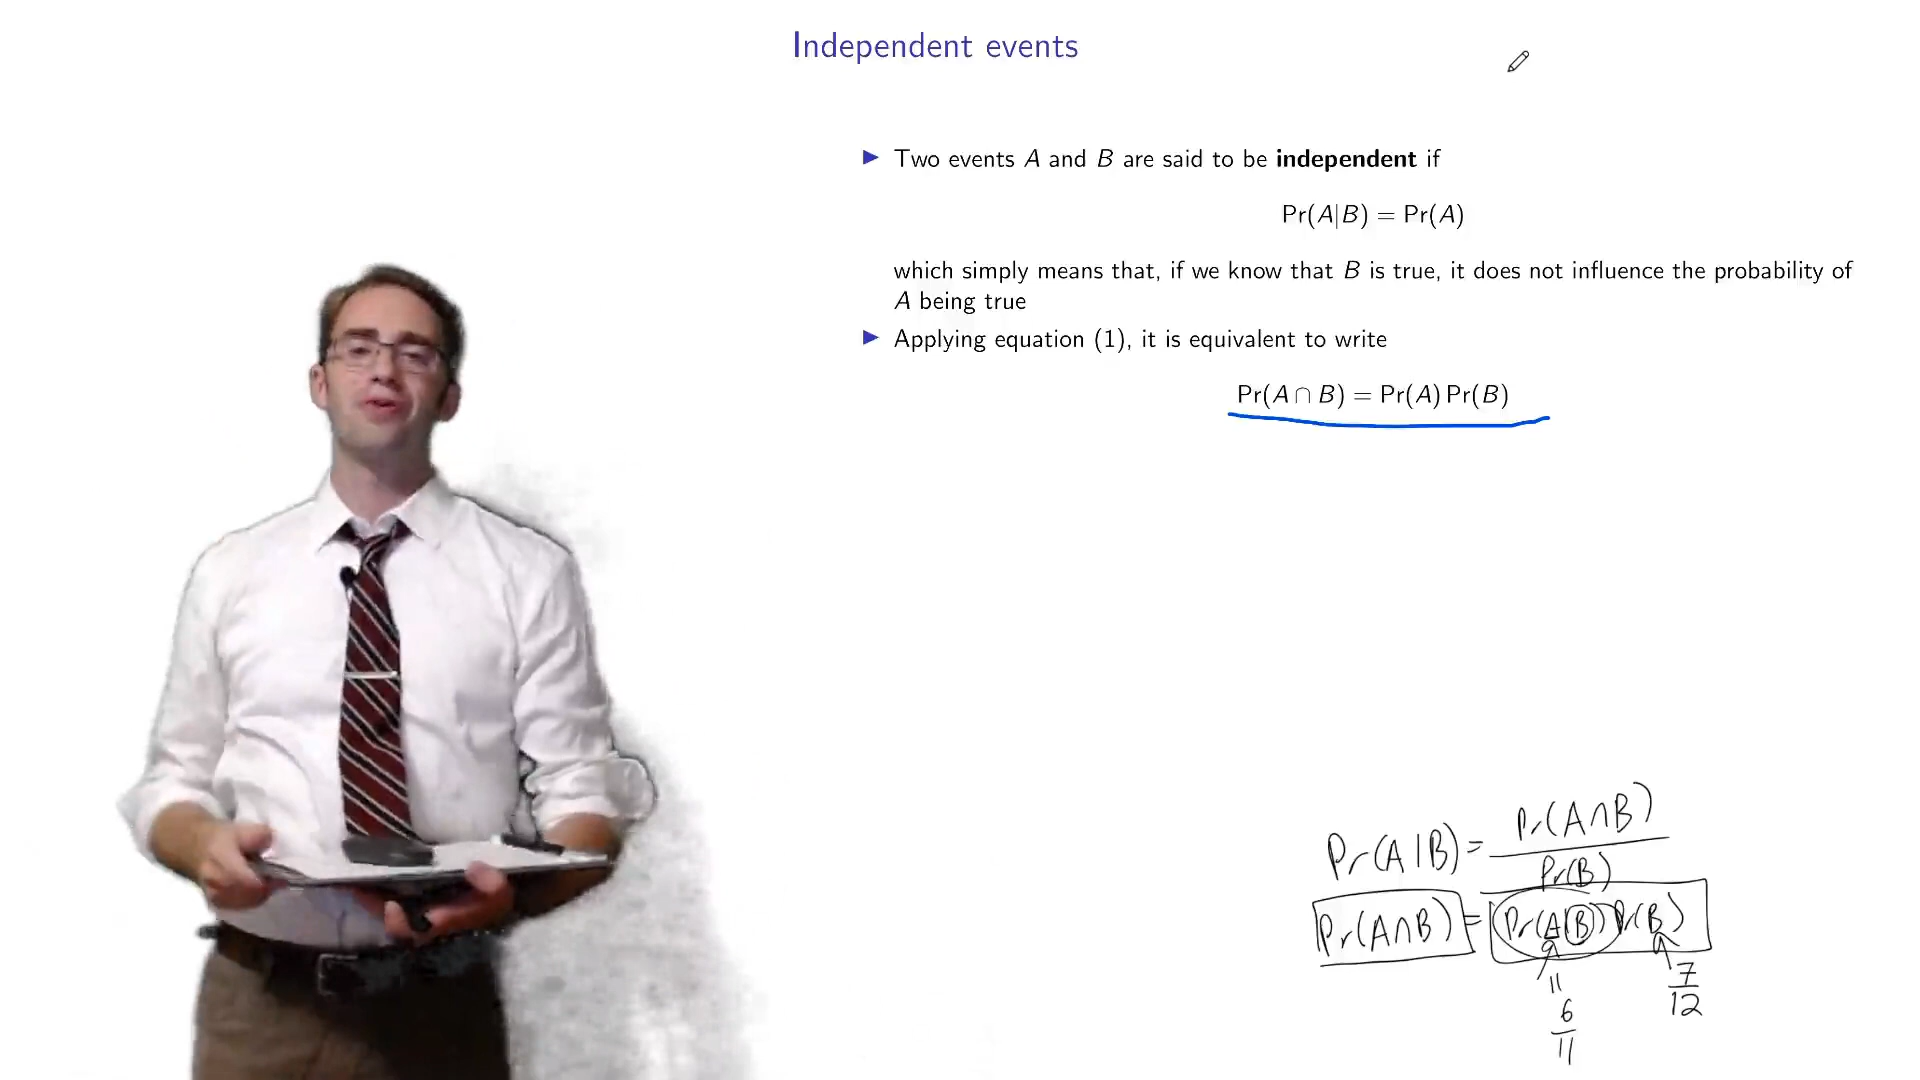 Independent events
▶ Two events A and B are said to be independent if
Pr(A|B) = Pr(A)
which simply means that, if we know that B is true, it does not influence the probability of
A being true
▶ Applying equation (1), it is equivalent to write
Pr(A ∩ B) = Pr(A) Pr(B)
Pr(A|B) = Pr(A∩B) / Pr(B)
Pr(A∩B) = Pr(A|B) Pr(B)
11
6/11
7/12